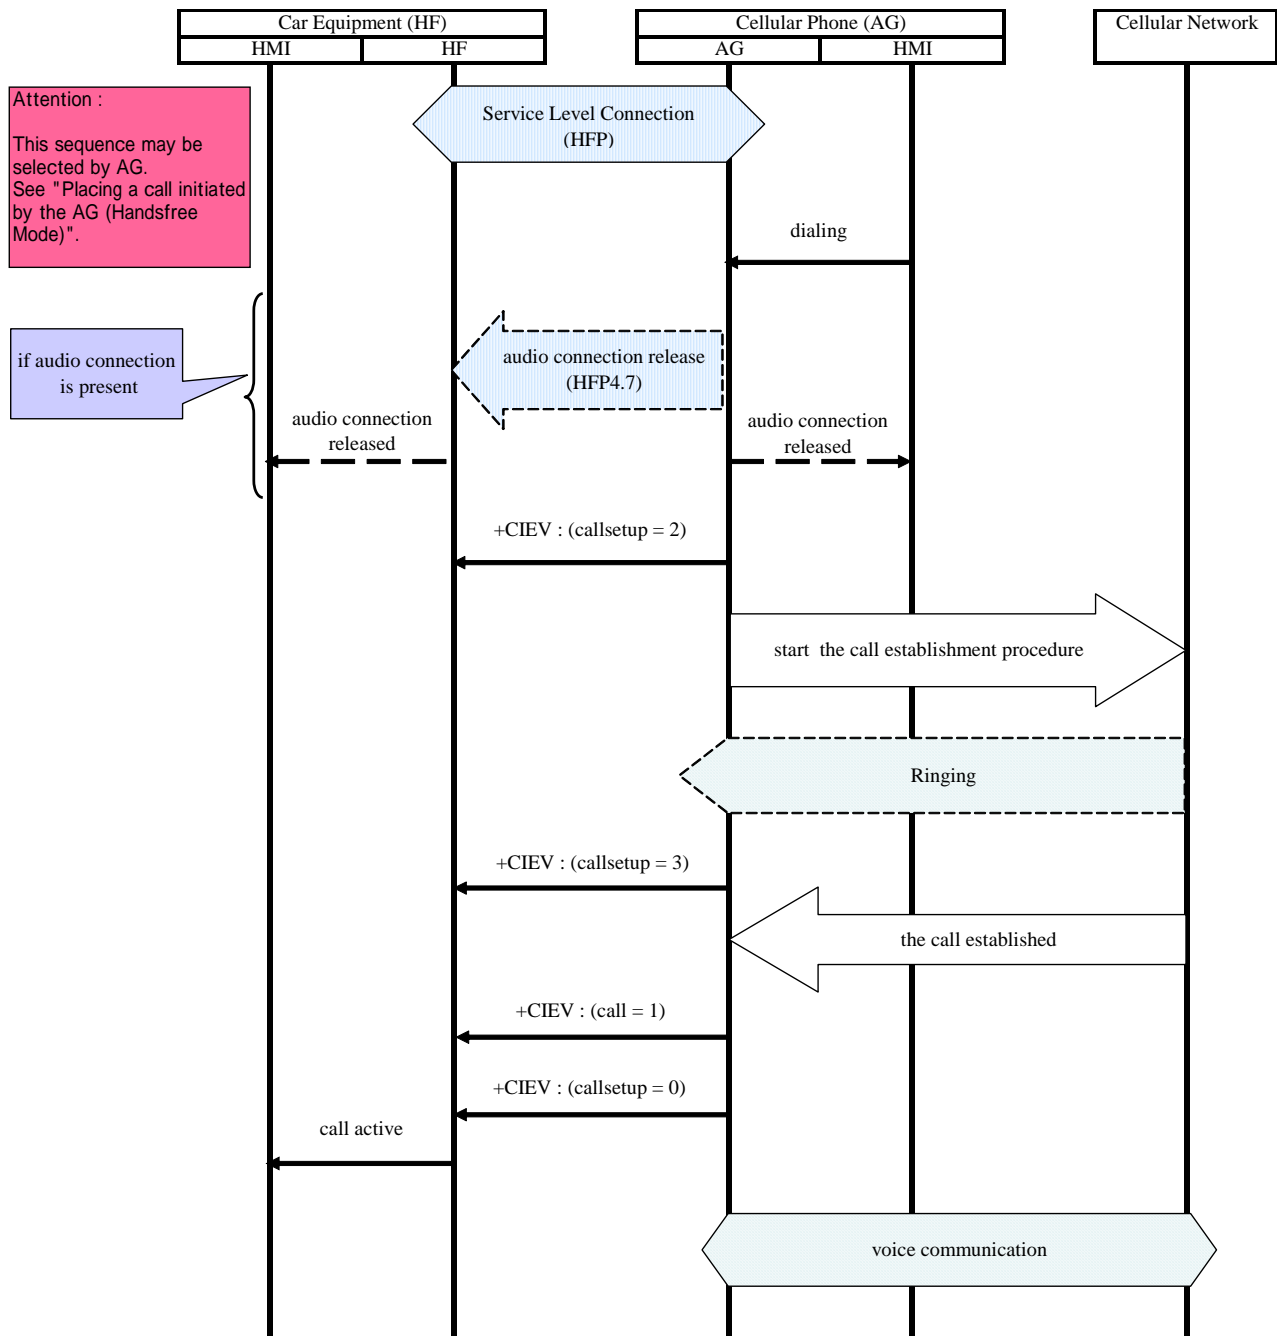 Car Equipment (HF)
Cellular Phone (AG)
Cellular Network
HMI
HF
AG
HMI
Attention :
This sequence may be
selected by AG.
See "Placing a call initiated
by the AG (Handsfree
Mode)".
Service Level Connection
(HFP)
dialing
if audio connection
is present
audio connection release
(HFP4.7)
audio connection
released
audio connection
released
+CIEV : (callsetup = 2)
start the call establishment procedure
Ringing
+CIEV : (callsetup = 3)
the call established
+CIEV : (call = 1)
+CIEV : (callsetup = 0)
call active
voice communication